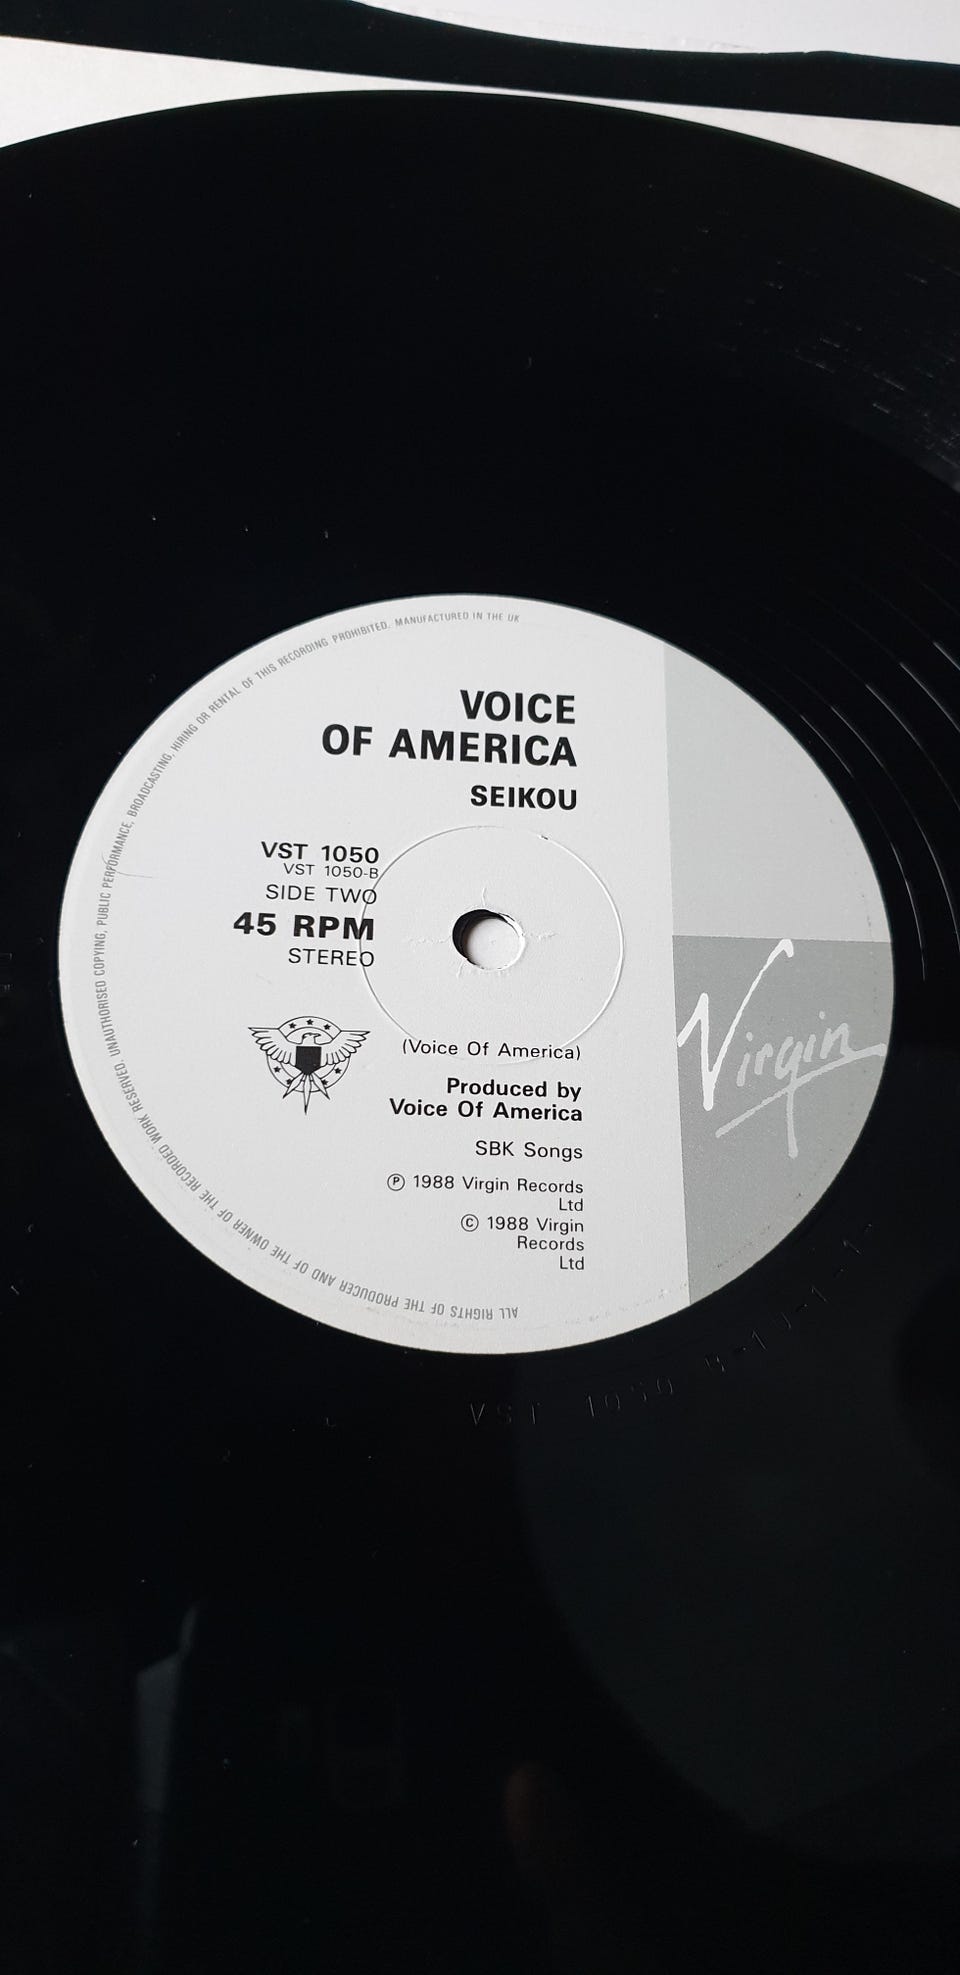 VOICE
OF AMERICA
SEIKOU
VST 1050
VST 1050-B
SIDE TWO
45 RPM
STEREO
(Voice Of America)
Produced by
Voice Of America
SBK Songs
Ⓟ 1988 Virgin Records
Ltd
© 1988 Virgin
Records
Ltd
Virgin
ALL RIGHTS OF THE PRODUCER AND OF THE OWNER OF THE RECORDED WORK RESERVED. UNAUTHORISED COPYING, PUBLIC PERFORMANCE, BROADCASTING, HIRING OR RENTAL OF THIS RECORDING PROHIBITED. MANUFACTURED IN THE UK
VST 1050